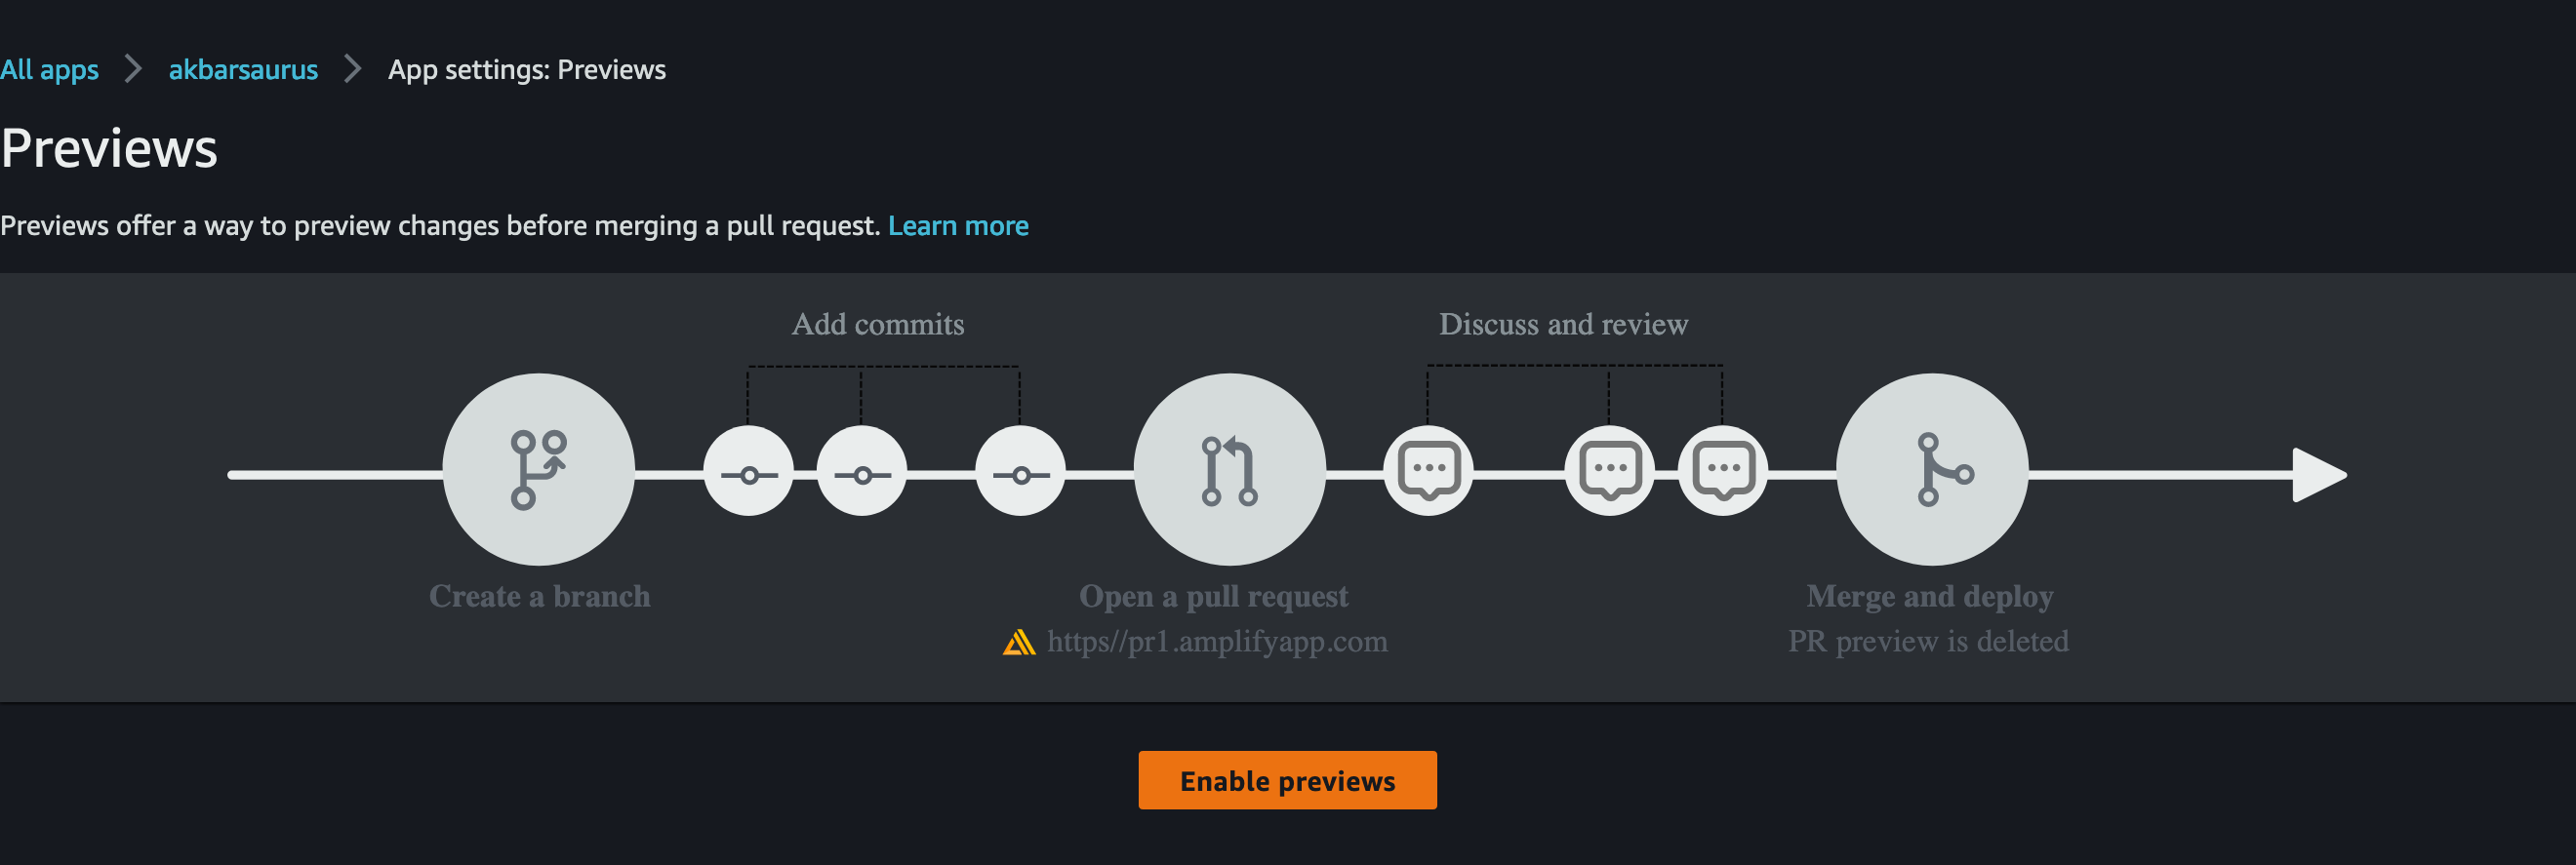 All apps > akbarsaurus > App settings: Previews
Previews
Previews offer a way to preview changes before merging a pull request. Learn more
Add commits
Discuss and review
Create a branch
Open a pull request
Merge and deploy
https//pr1.amplifyapp.com
PR preview is deleted
Enable previews